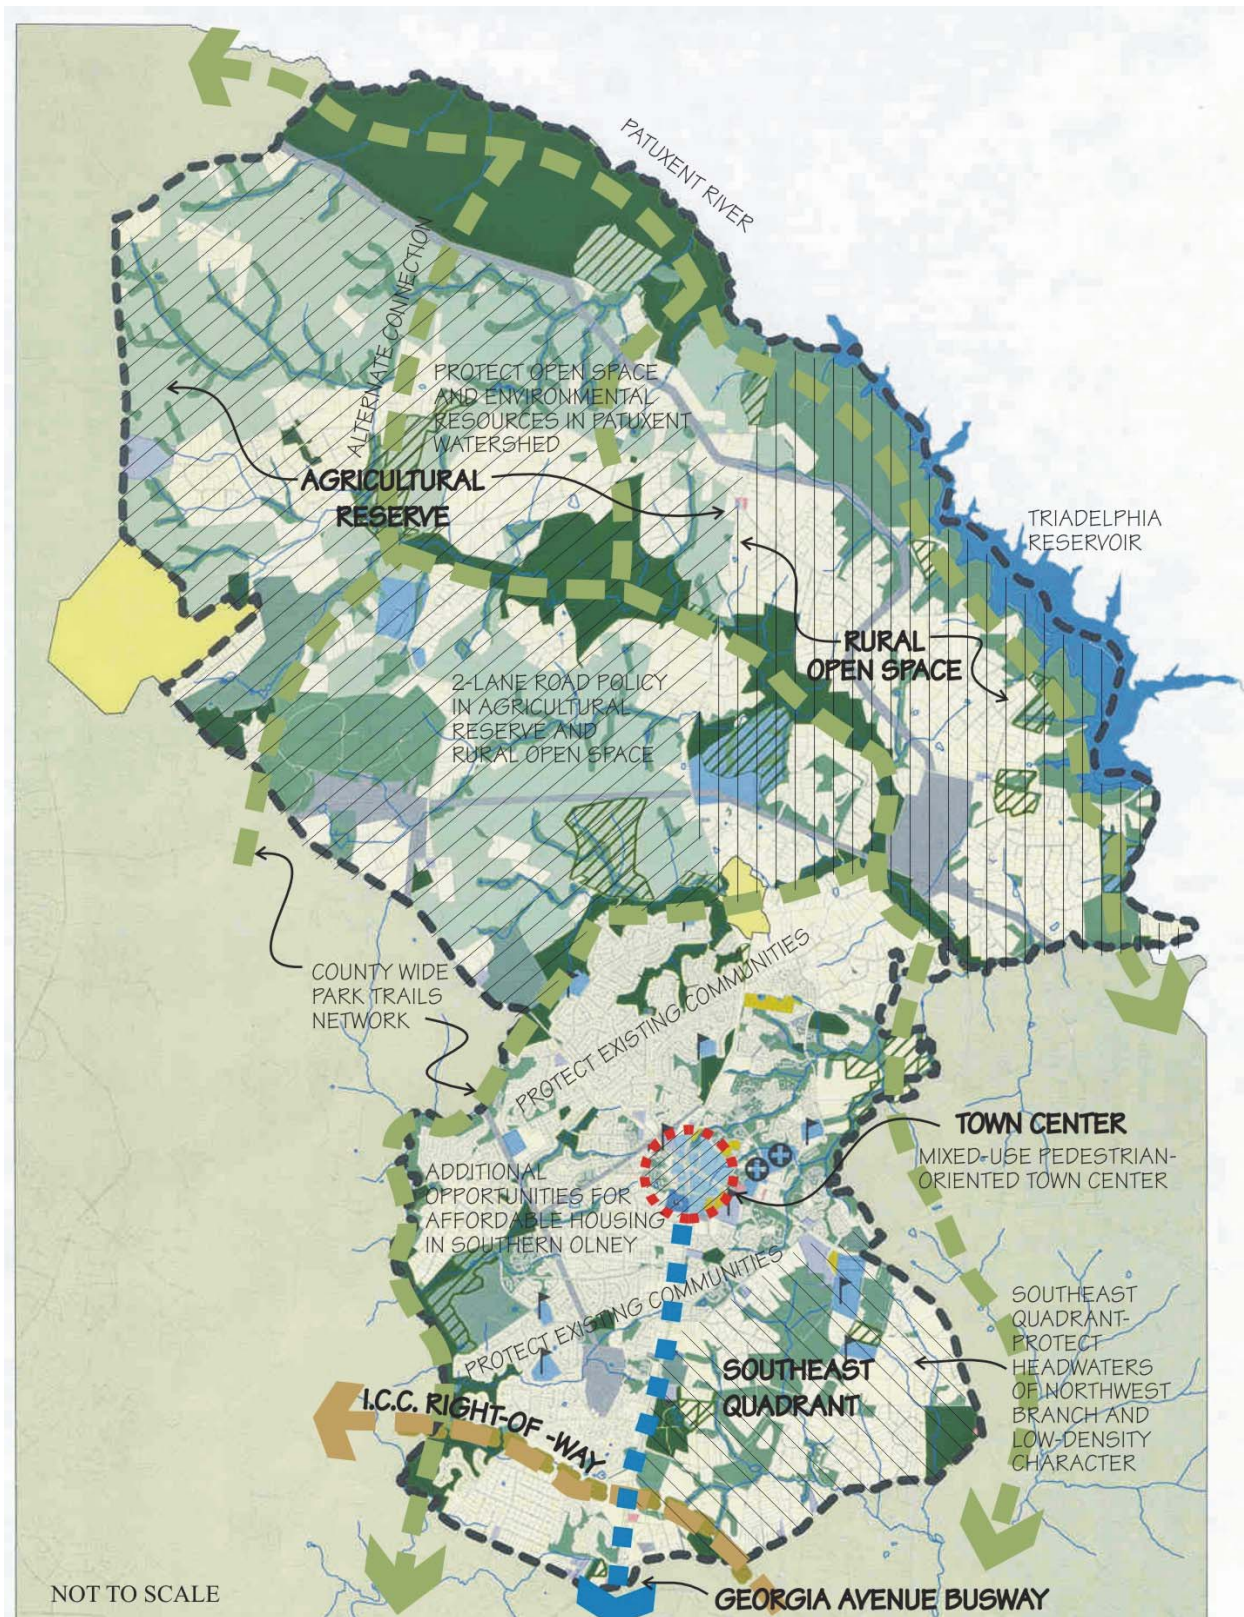 PATUXENT RIVER
ALTERNATE CONNECTION
PROTECT OPEN SPACE
AND ENVIRONMENTAL
RESOURCES IN PATUXENT
WATERSHED
AGRICULTURAL
RESERVE
TRIADELPHIA
RESERVOIR
RURAL
OPEN SPACE
2-LANE ROAD POLICY
IN AGRICULTURAL
RESERVE AND
RURAL OPEN SPACE
COUNTY WIDE
PARK TRAILS
NETWORK
PROTECT EXISTING COMMUNITIES
TOWN CENTER
MIXED-USE PEDESTRIAN-
ORIENTED TOWN CENTER
ADDITIONAL
OPPORTUNITIES FOR
AFFORDABLE HOUSING
IN SOUTHERN OLNEY
PROTECT EXISTING COMMUNITIES
SOUTHEAST
QUADRANT
SOUTHEAST
QUADRANT-
PROTECT
HEADWATERS
OF NORTHWEST
BRANCH AND
LOW-DENSITY
CHARACTER
I.C.C. RIGHT-OF -WAY
NOT TO SCALE
GEORGIA AVENUE BUSWAY